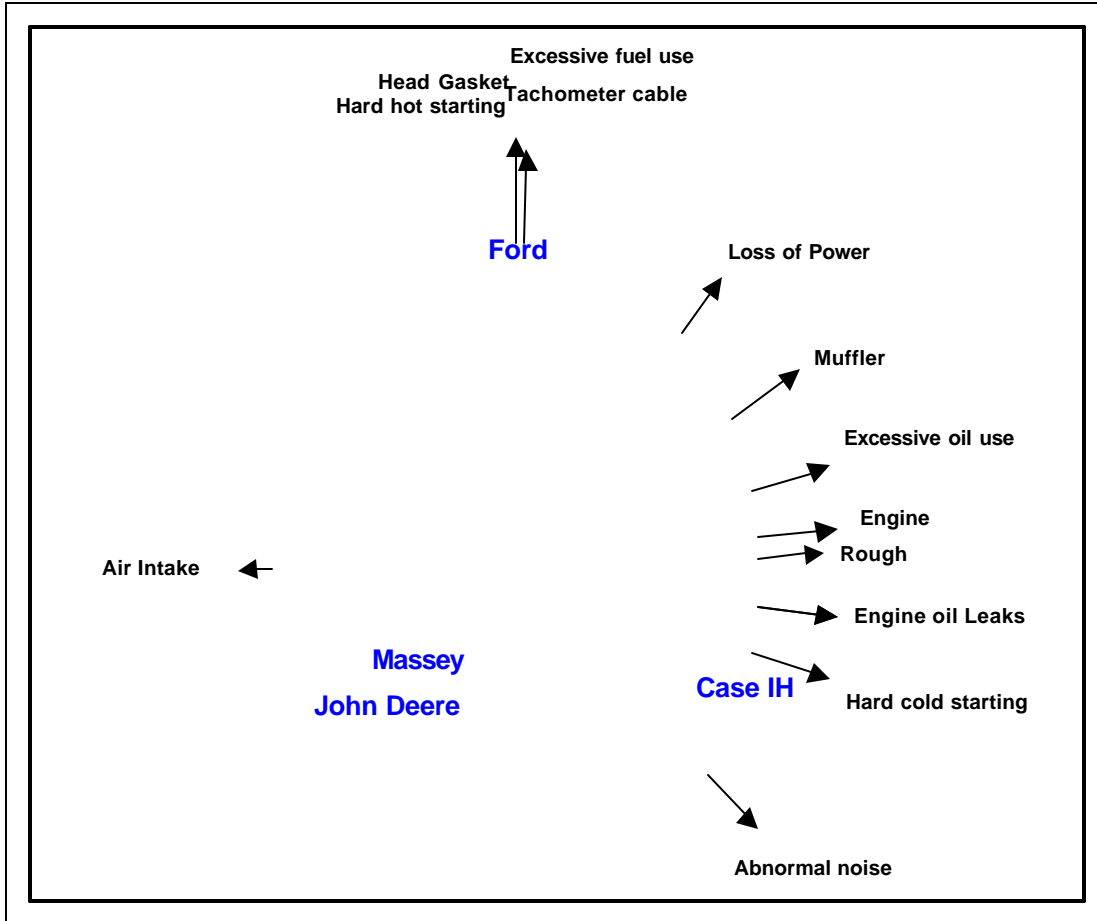 Excessive fuel use
Head Gasket
Tachometer cable
Hard hot starting
Ford
Loss of Power
Muffler
Excessive oil use
Engine
Rough
Air Intake
Engine oil Leaks
Massey
Case IH
Hard cold starting
John Deere
Abnormal noise